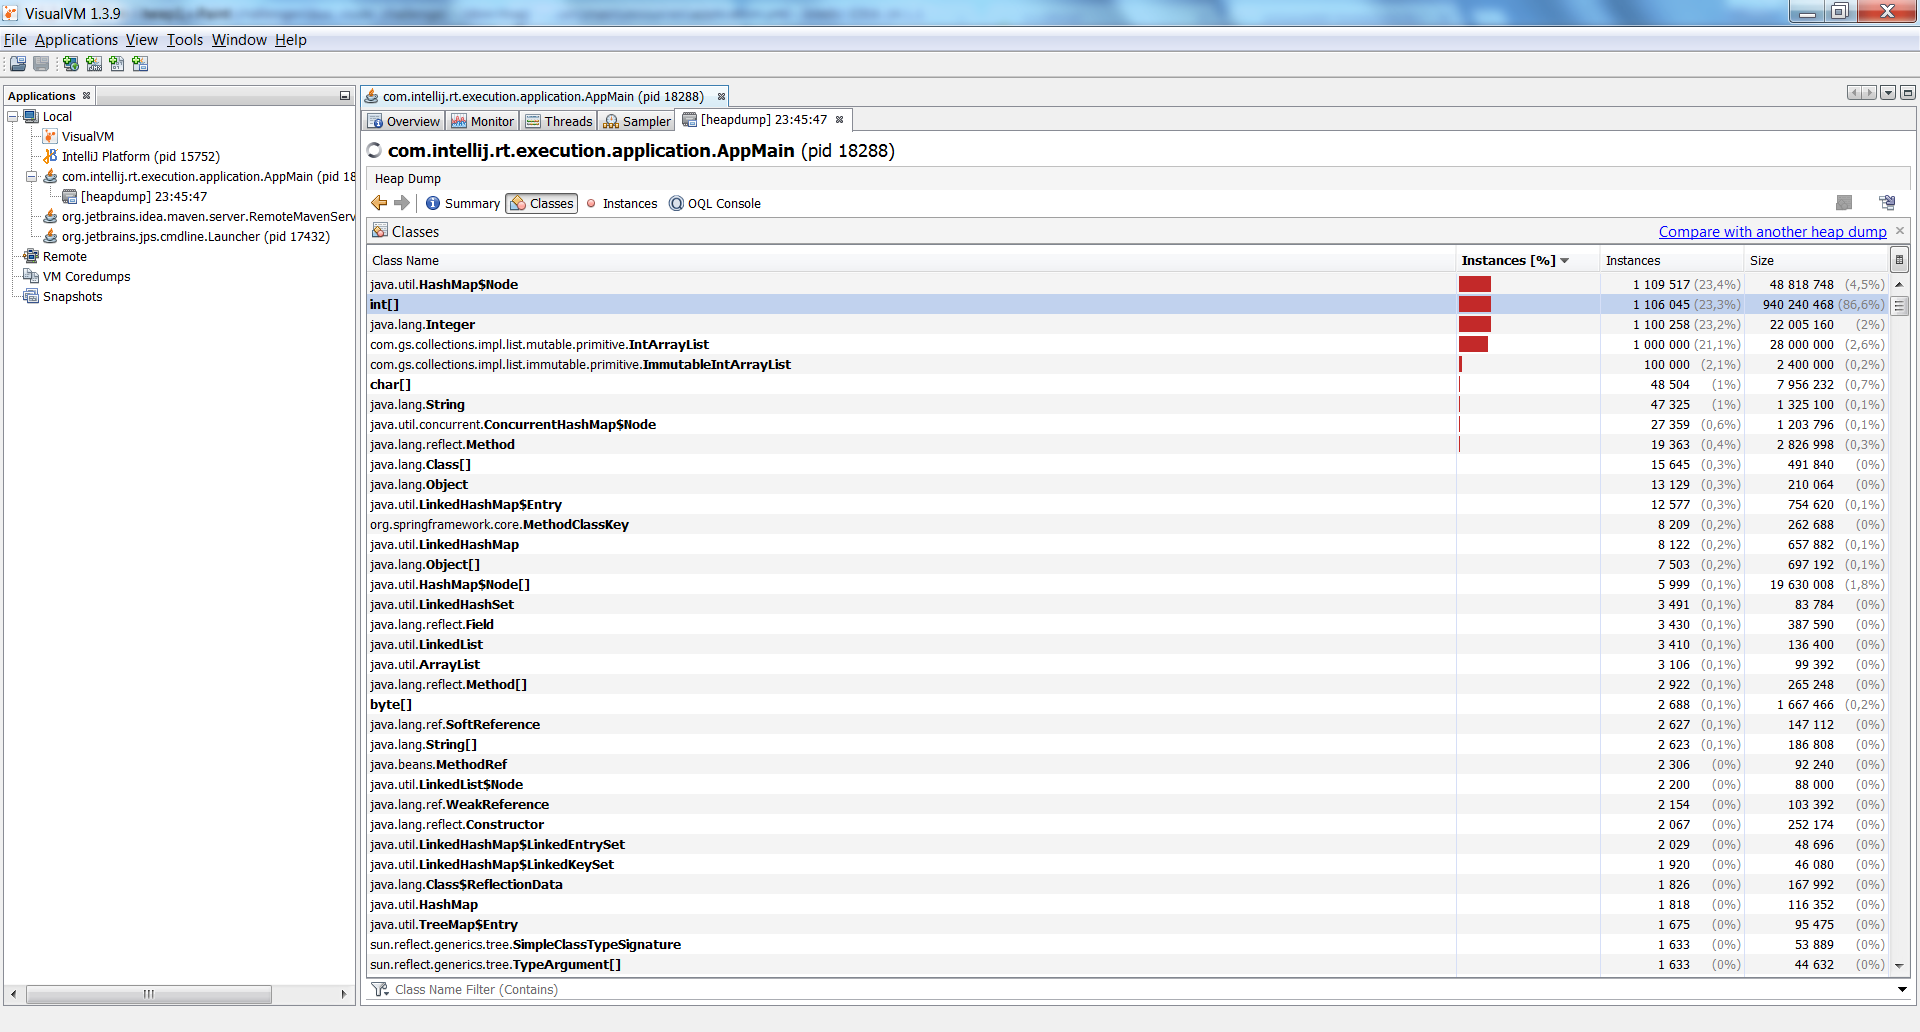 VisualVM 1.3.9
File Applications View Tools Window Help
Applications
Local
VisualVM
IntelliJ Platform (pid 15752)
com.intellij.rt.execution.application.AppMain (pid 18
[heapdump] 23:45:47
org.jetbrains.idea.maven.server.RemoteMavenServ
org.jetbrains.jps.cmdline.Launcher (pid 17432)
Remote
VM Coredumps
Snapshots
com.intellij.rt.execution.application.AppMain (pid 18288)
Overview Monitor Threads Sampler [heapdump] 23:45:47
com.intellij.rt.execution.application.AppMain (pid 18288)
Heap Dump
Summary Classes Instances OQL Console
Classes Compare with another heap dump
Class Name Instances [%] Instances Size
java.util.HashMap$Node 1 109 517 (23,4%) 48 818 748 (4,5%)
int[] 1 106 045 (23,3%) 940 240 468 (86,6%)
java.lang.Integer 1 100 258 (23,2%) 22 005 160 (2%)
com.gs.collections.impl.list.mutable.primitive.IntArrayList 1 000 000 (21,1%) 28 000 000 (2,6%)
com.gs.collections.impl.list.immutable.primitive.ImmutableIntArrayList 100 000 (2,1%) 2 400 000 (0,2%)
char[] 48 504 (1%) 7 956 232 (0,7%)
java.lang.String 47 325 (1%) 1 325 100 (0,1%)
java.util.concurrent.ConcurrentHashMap$Node 27 359 (0,6%) 1 203 796 (0,1%)
java.lang.reflect.Method 19 363 (0,4%) 2 826 998 (0,3%)
java.lang.Class[] 15 645 (0,3%) 491 840 (0%)
java.lang.Object 13 129 (0,3%) 210 064 (0%)
java.util.LinkedHashMap$Entry 12 577 (0,3%) 754 620 (0,1%)
org.springframework.core.MethodClassKey 8 209 (0,2%) 262 688 (0%)
java.util.LinkedHashMap 8 122 (0,2%) 657 882 (0,1%)
java.lang.Object[] 7 503 (0,2%) 697 192 (0,1%)
java.util.HashMap$Node[] 5 999 (0,1%) 19 630 008 (1,8%)
java.util.LinkedHashSet 3 491 (0,1%) 83 784 (0%)
java.lang.reflect.Field 3 430 (0,1%) 387 590 (0%)
java.util.LinkedList 3 410 (0,1%) 136 400 (0%)
java.util.ArrayList 3 106 (0,1%) 99 392 (0%)
java.lang.reflect.Method[] 2 922 (0,1%) 265 248 (0%)
byte[] 2 688 (0,1%) 1 667 466 (0,2%)
java.lang.ref.SoftReference 2 627 (0,1%) 147 112 (0%)
java.lang.String[] 2 623 (0,1%) 186 808 (0%)
java.beans.MethodRef 2 306 (0%) 92 240 (0%)
java.util.LinkedList$Node 2 200 (0%) 88 000 (0%)
java.lang.ref.WeakReference 2 154 (0%) 103 392 (0%)
java.lang.reflect.Constructor 2 067 (0%) 252 174 (0%)
java.util.LinkedHashMap$LinkedEntrySet 2 029 (0%) 48 696 (0%)
java.util.LinkedHashMap$LinkedKeySet 1 920 (0%) 46 080 (0%)
java.lang.Class$ReflectionData 1 826 (0%) 167 992 (0%)
java.util.HashMap 1 818 (0%) 116 352 (0%)
java.util.TreeMap$Entry 1 675 (0%) 95 475 (0%)
sun.reflect.generics.tree.SimpleClassTypeSignature 1 633 (0%) 53 889 (0%)
sun.reflect.generics.tree.TypeArgument[] 1 633 (0%) 44 632 (0%)
Class Name Filter (Contains)